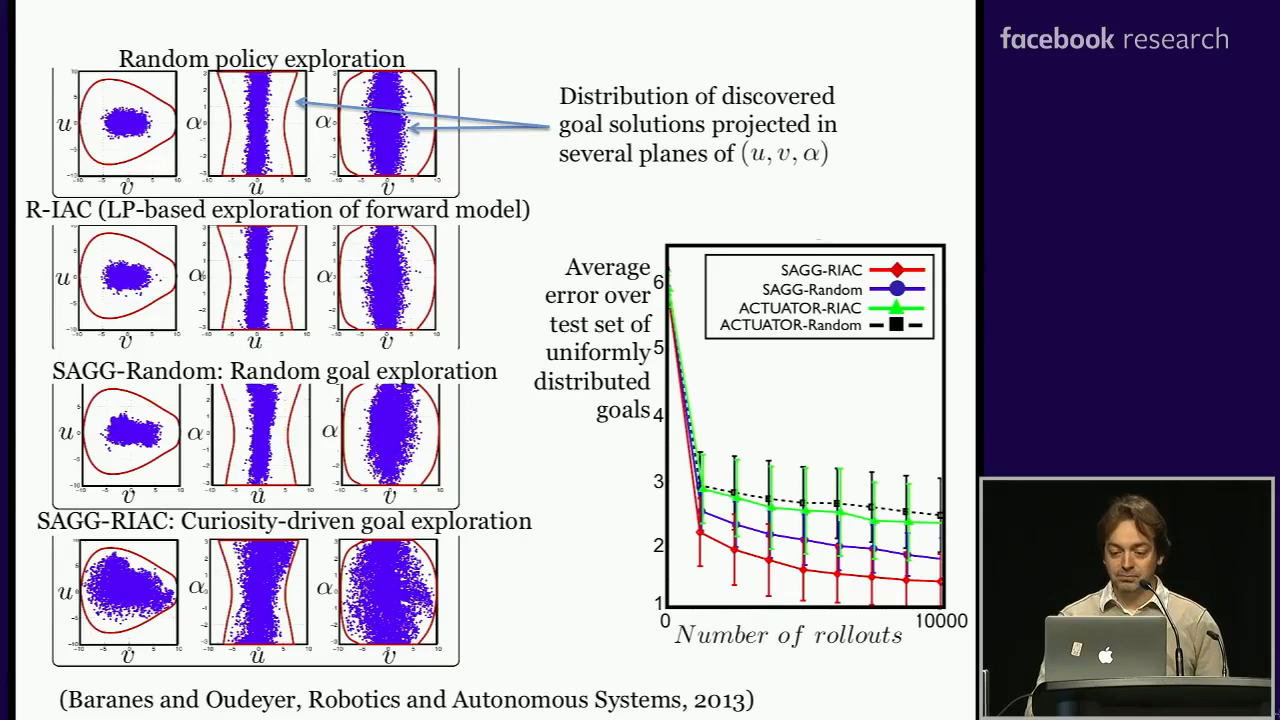 facebook research
Random policy exploration
u
v
α
u
α
v
Distribution of discovered
goal solutions projected in
several planes of (u, v, α)
R-IAC (LP-based exploration of forward model)
u
v
α
u
α
v
SAGG-Random: Random goal exploration
u
v
α
u
α
v
SAGG-RIAC: Curiosity-driven goal exploration
u
v
α
u
α
v
Average
error over
test set of
uniformly
distributed
goals
SAGG-RIAC
SAGG-Random
ACTUATOR-RIAC
ACTUATOR-Random
6
5
4
3
2
1
0
10000
Number of rollouts
(Baranes and Oudeyer, Robotics and Autonomous Systems, 2013)